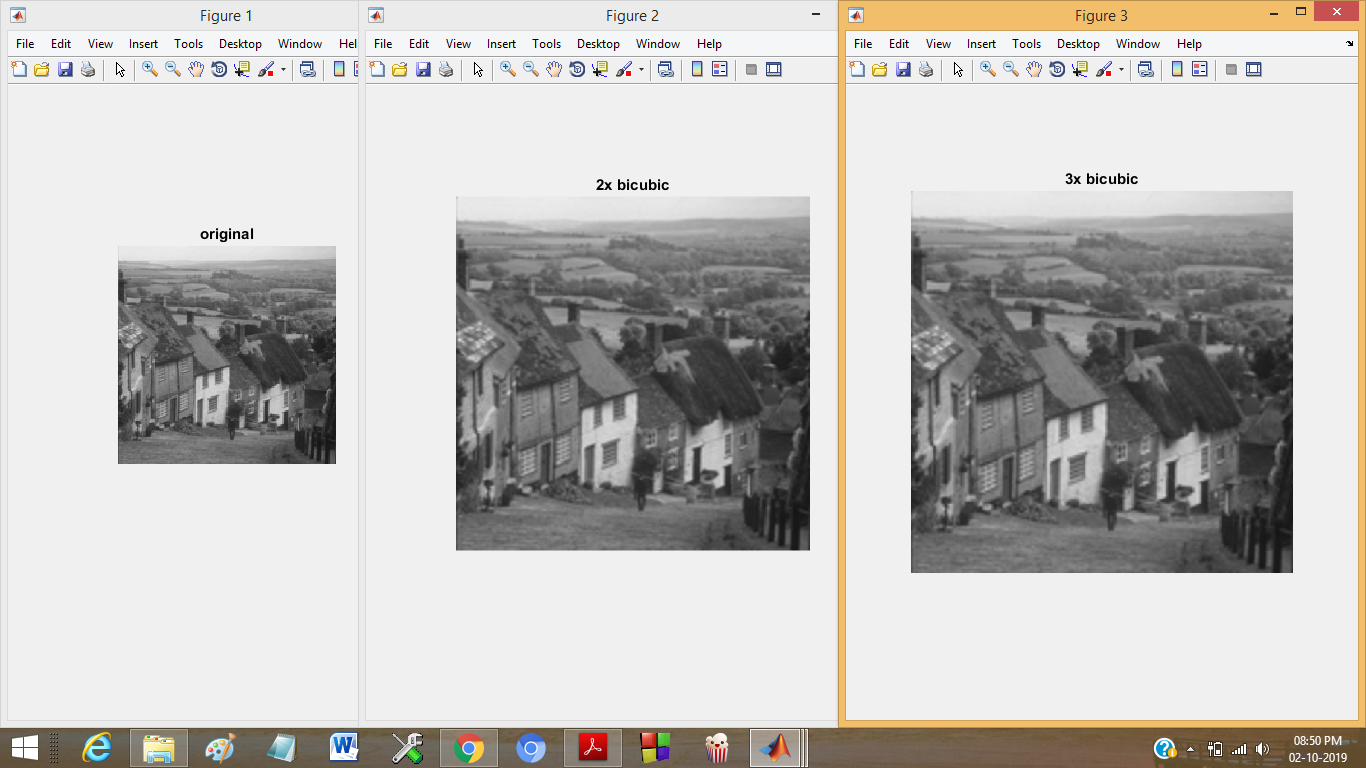 Figure 1
File Edit View Insert Tools Desktop Window Hel
original
Figure 2
File Edit View Insert Tools Desktop Window Help
2x bicubic
Figure 3
File Edit View Insert Tools Desktop Window Help
3x bicubic
08:50 PM
02-10-2019